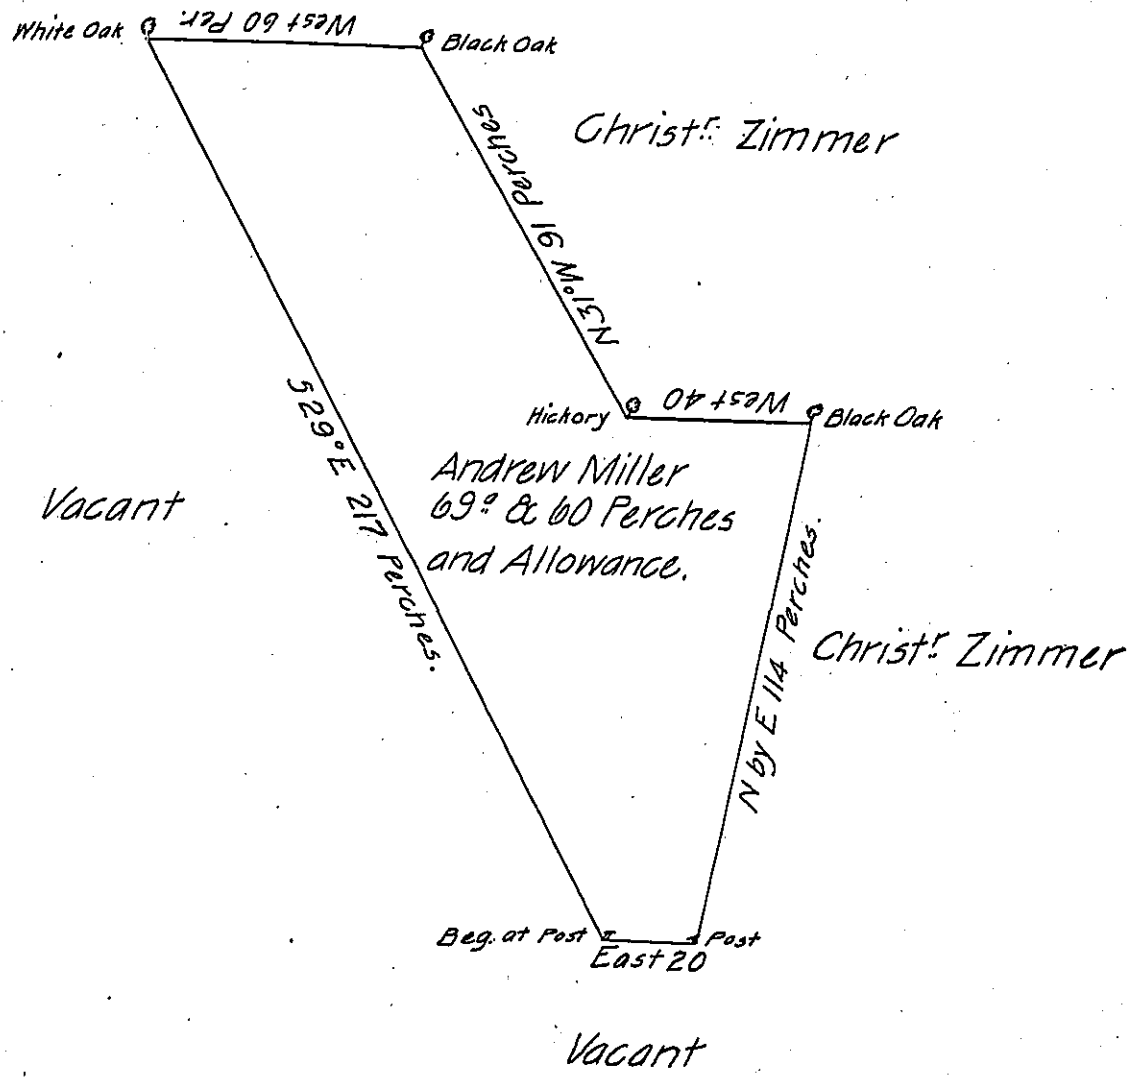 White Oak
West 60 Per.
Black Oak
Christr: Zimmer
N31°W 91 Perches
Hickory
West 40
Black Oak
S29°E 217 Perches.
Andrew Miller
69a & 60 Perches
and Allowance.
Vacant
N by E 114 Perches.
Christr: Zimmer
Beg. at Post
Post
East 20
Vacant